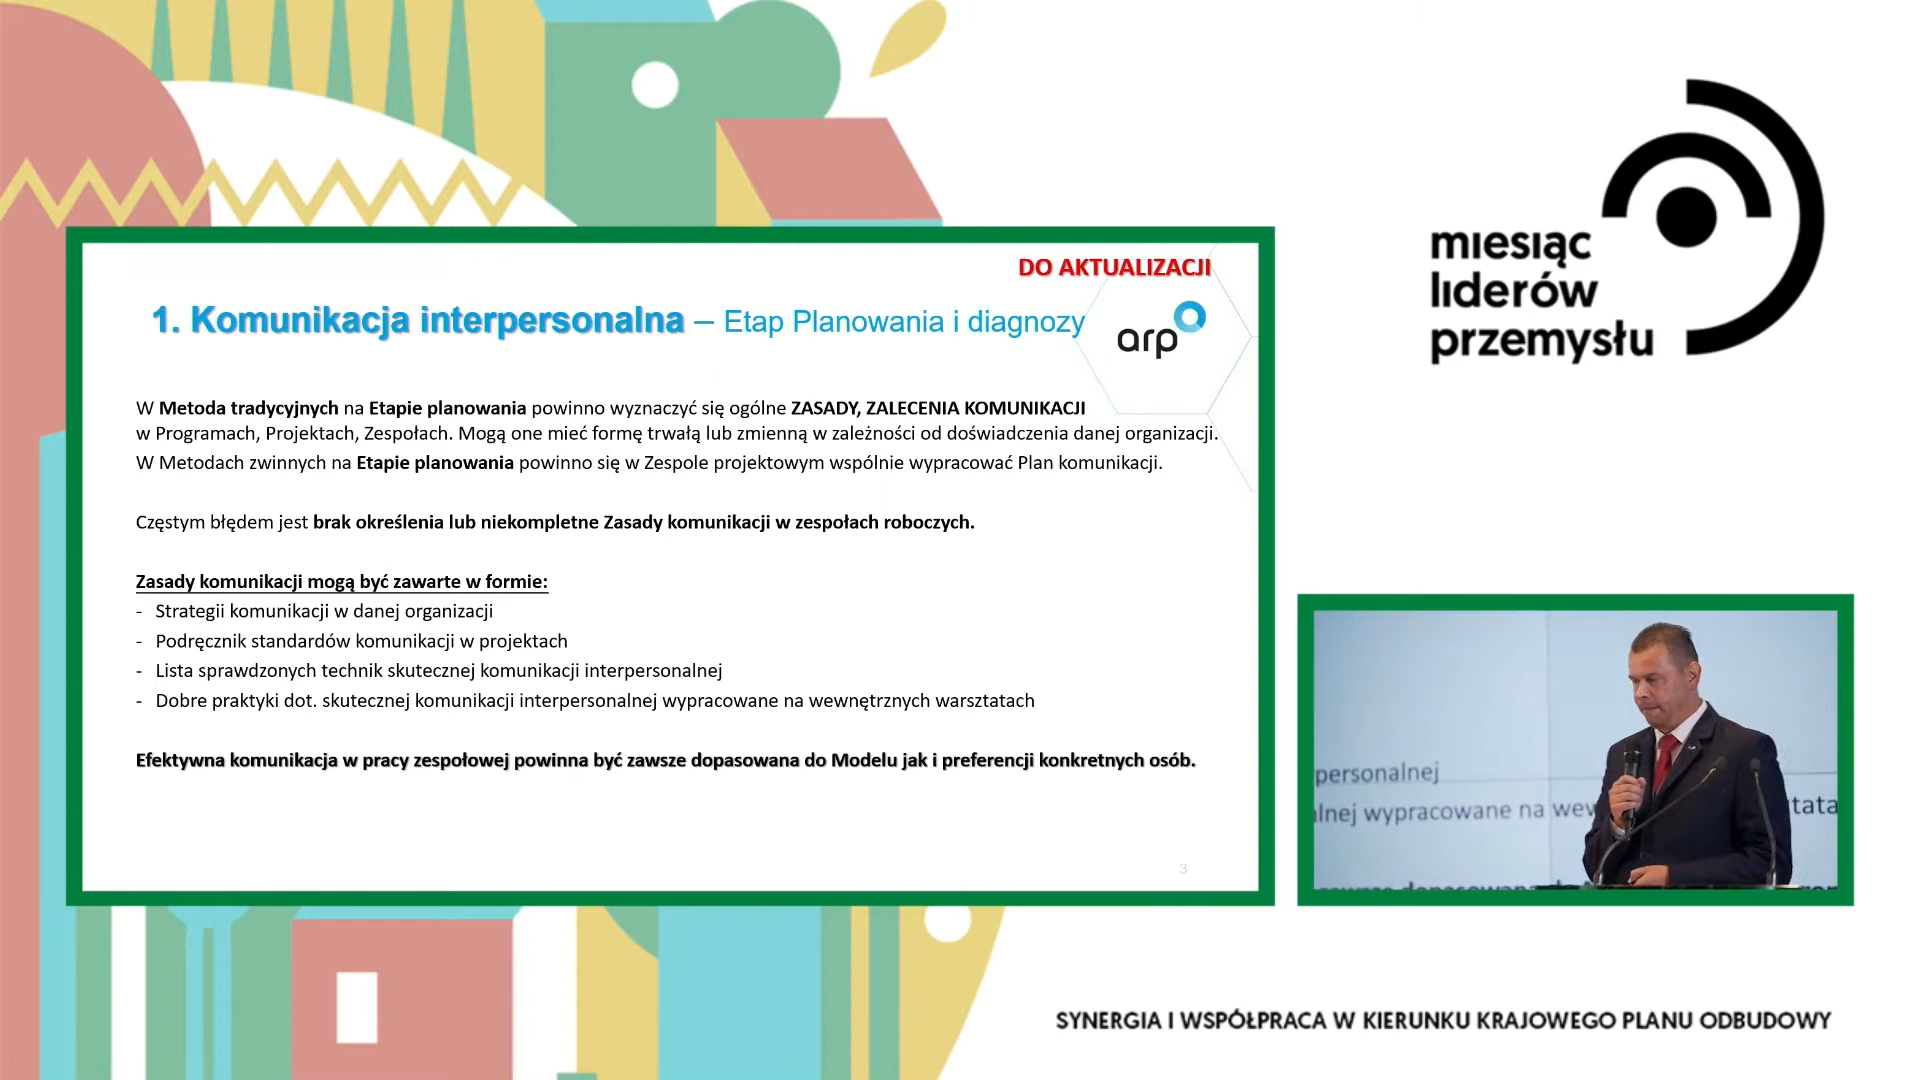 miesiąc
liderów
przemysłu
DO AKTUALIZACJI
1. Komunikacja interpersonalna – Etap Planowania i diagnozy
arp
W Metoda tradycyjnych na Etapie planowania powinno wyznaczyć się ogólne ZASADY, ZALECENIA KOMUNIKACJI
w Programach, Projektach, Zespołach. Mogą one mieć formę trwałą lub zmienną w zależności od doświadczenia danej organizacji.
W Metodach zwinnych na Etapie planowania powinno się w Zespole projektowym wspólnie wypracować Plan komunikacji.
Częstym błędem jest brak określenia lub niekompletne Zasady komunikacji w zespołach roboczych.
Zasady komunikacji mogą być zawarte w formie:
- Strategii komunikacji w danej organizacji
- Podręcznik standardów komunikacji w projektach
- Lista sprawdzonych technik skutecznej komunikacji interpersonalnej
- Dobre praktyki dot. skutecznej komunikacji interpersonalnej wypracowane na wewnętrznych warsztatach
Efektywna komunikacja w pracy zespołowej powinna być zawsze dopasowana do Modelu jak i preferencji konkretnych osób.
3
personalnej
alnej wypracowane na wew tata
SYNERGIA I WSPÓŁPRACA W KIERUNKU KRAJOWEGO PLANU ODBUDOWY